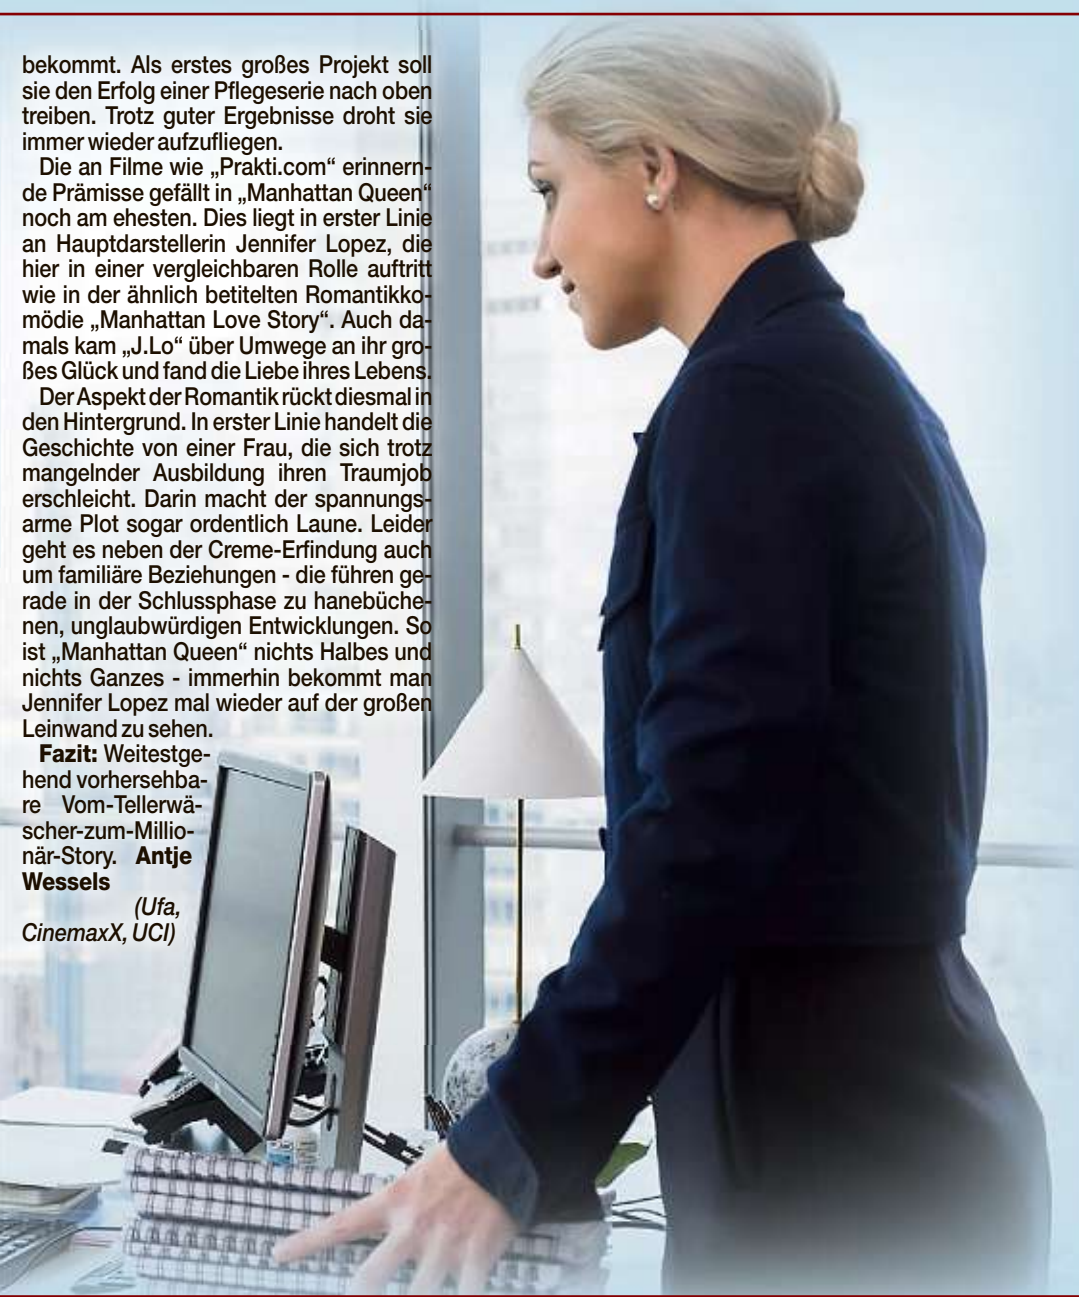 bekommt. Als erstes großes Projekt soll
sie den Erfolg einer Pflegeserie nach oben
treiben. Trotz guter Ergebnisse droht sie
immer wieder aufzufliegen.
Die an Filme wie „Prakti.com“ erinnern-
de Prämisse gefällt in „Manhattan Queen“
noch am ehesten. Dies liegt in erster Linie
an Hauptdarstellerin Jennifer Lopez, die
hier in einer vergleichbaren Rolle auftritt
wie in der ähnlich betitelten Romantikko-
mödie „Manhattan Love Story“. Auch da-
mals kam „J.Lo“ über Umwege an ihr gro-
ßes Glück und fand die Liebe ihres Lebens.
Der Aspekt der Romantik rückt diesmal in
den Hintergrund. In erster Linie handelt die
Geschichte von einer Frau, die sich trotz
mangelnder Ausbildung ihren Traumjob
erschleicht. Darin macht der spannungs-
arme Plot sogar ordentlich Laune. Leider
geht es neben der Creme-Erfindung auch
um familiäre Beziehungen - die führen ge-
rade in der Schlussphase zu hanebüche-
nen, unglaubwürdigen Entwicklungen. So
ist „Manhattan Queen“ nichts Halbes und
nichts Ganzes - immerhin bekommt man
Jennifer Lopez mal wieder auf der großen
Leinwand zu sehen.
Fazit: Weitestge-
hend vorhersehba-
re Vom-Tellerwä-
scher-zum-Millio-
när-Story. Antje
Wessels
(Ufa,
CinemaxX, UCI)